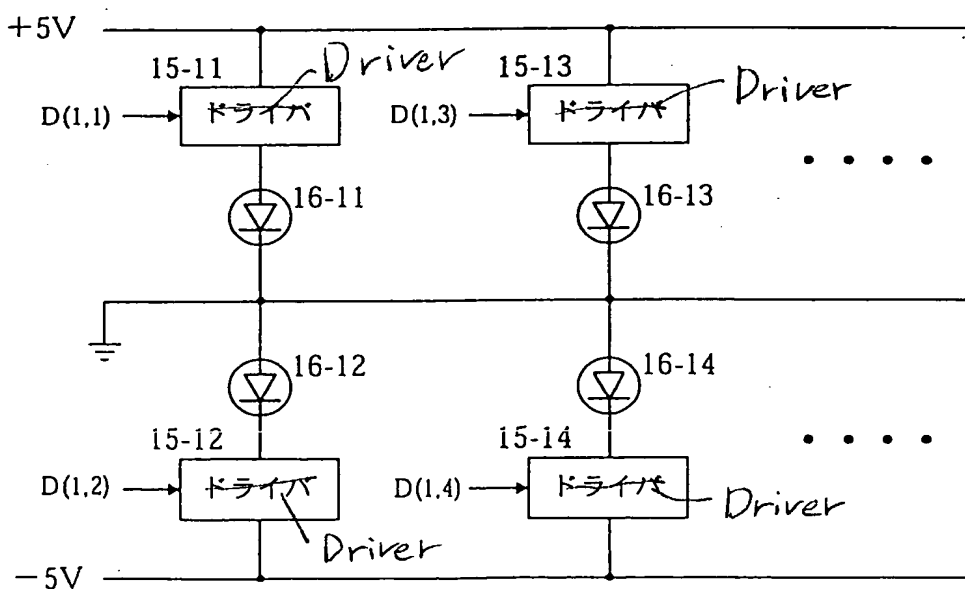 +5V
15-11
Driver
15-13
Driver
D(1,1)
ドライバ
D(1,3)
ドライバ
16-11
16-13
16-12
16-14
15-12
15-14
D(1,2)
ドライバ
D(1,4)
ドライバ
Driver
Driver
−5V